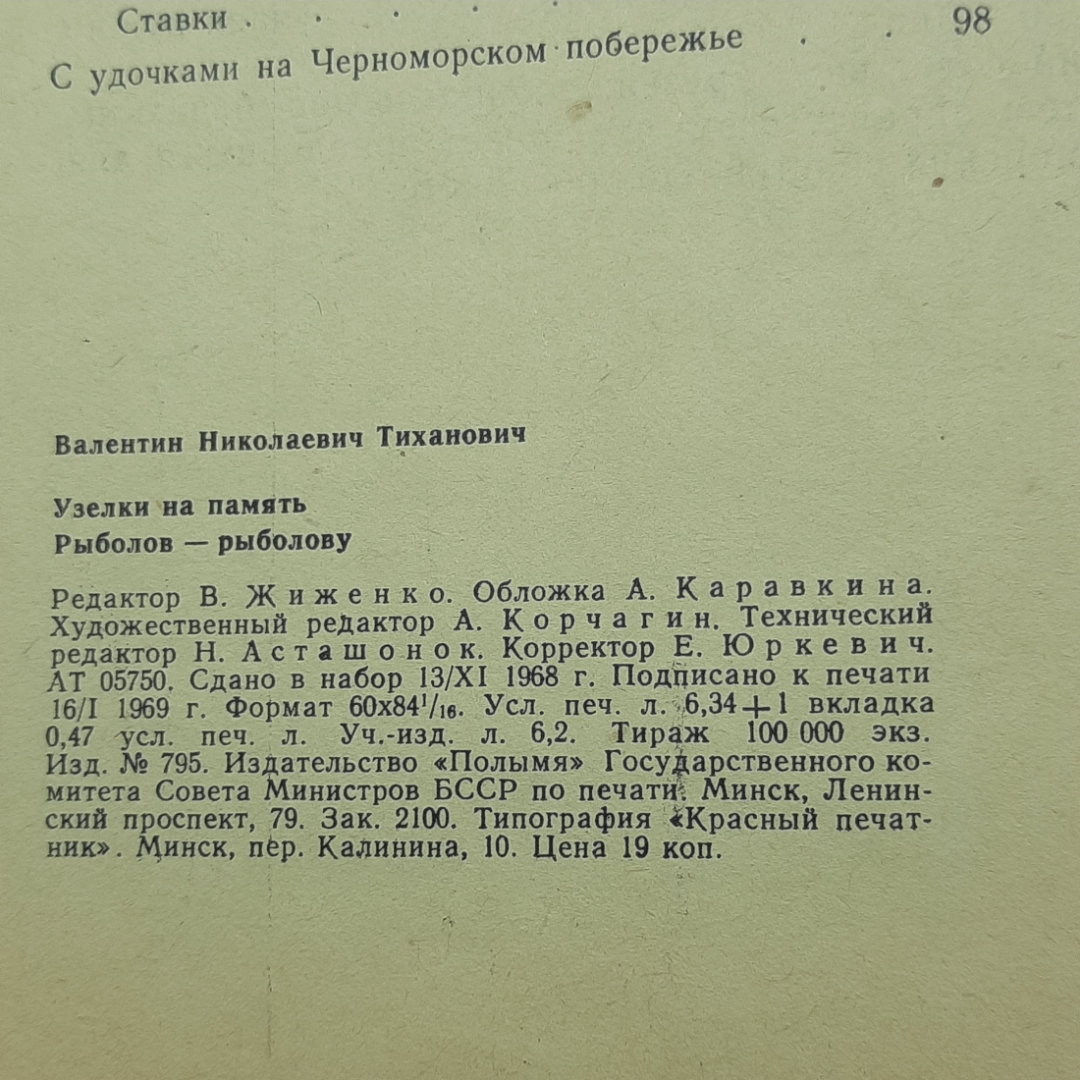 Ставки . . . . .
С удочками на Черноморском побережье . . 98
Валентин Николаевич Тиханович
Узелки на память
Рыболов — рыболову
Редактор В. Жиженко. Обложка А. Каравкина.
Художественный редактор А. Корчагин. Технический
редактор Н. Асташонок. Корректор Е. Юркевич.
АТ 05750. Сдано в набор 13/XI 1968 г. Подписано к печати
16/I 1969 г. Формат 60х84¹/₁₆. Усл. печ. л. 6,34+1 вкладка
0,47 усл. печ. л. Уч.-изд. л. 6,2. Тираж 100 000 экз.
Изд. № 795. Издательство «Полымя» Государственного ко-
митета Совета Министров БССР по печати. Минск, Ленин-
ский проспект, 79. Зак. 2100. Типография «Красный печат-
ник». Минск, пер. Калинина, 10. Цена 19 коп.